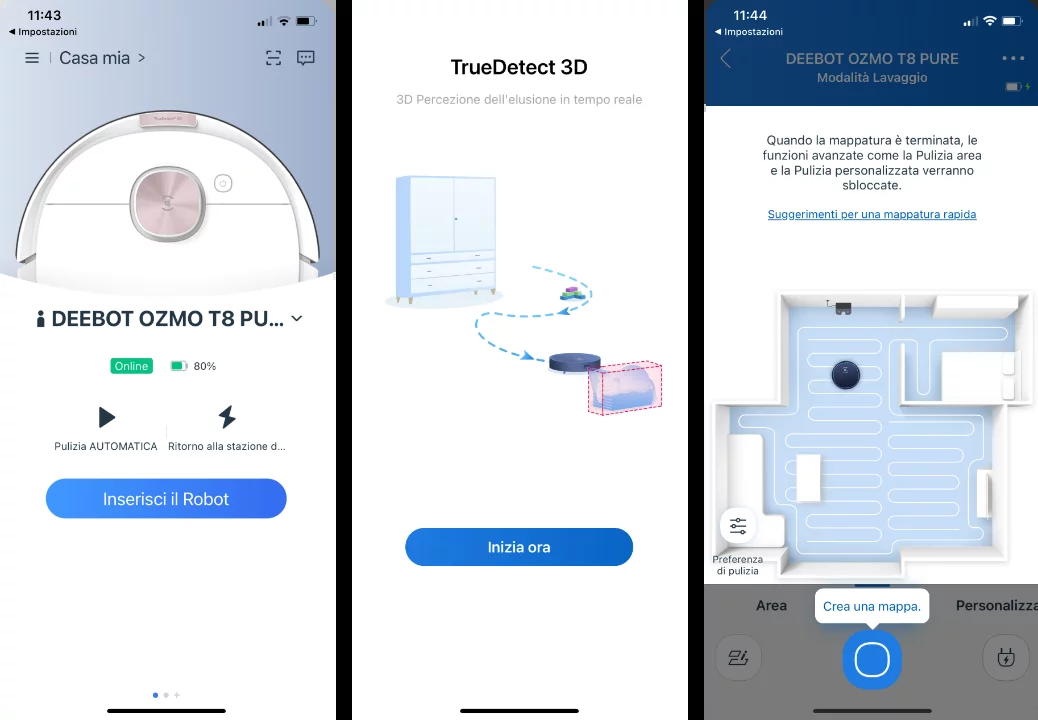 11:43
◀ Impostazioni
Casa mia >
DEEBOT OZMO T8 PU...
Online
80%
Pulizia AUTOMATICA
Ritorno alla stazione d...
Inserisci il Robot
TrueDetect 3D
3D Percezione dell'elusione in tempo reale
Inizia ora
11:44
◀ Impostazioni
DEEBOT OZMO T8 PURE
Modalità Lavaggio
Quando la mappatura è terminata, le
funzioni avanzate come la Pulizia area
e la Pulizia personalizzata verranno
sbloccate.
Suggerimenti per una mappatura rapida
Preferenza
di pulizia
Area
Crea una mappa.
Personalizza